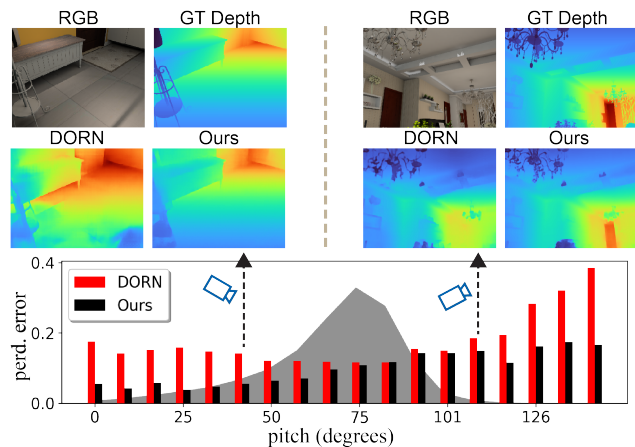 RGB GT Depth RGB GT Depth
DORN Ours DORN Ours
0.4
DORN
Ours
0.2
0.0
perd. error
0 25 50 75 101 126
pitch (degrees)